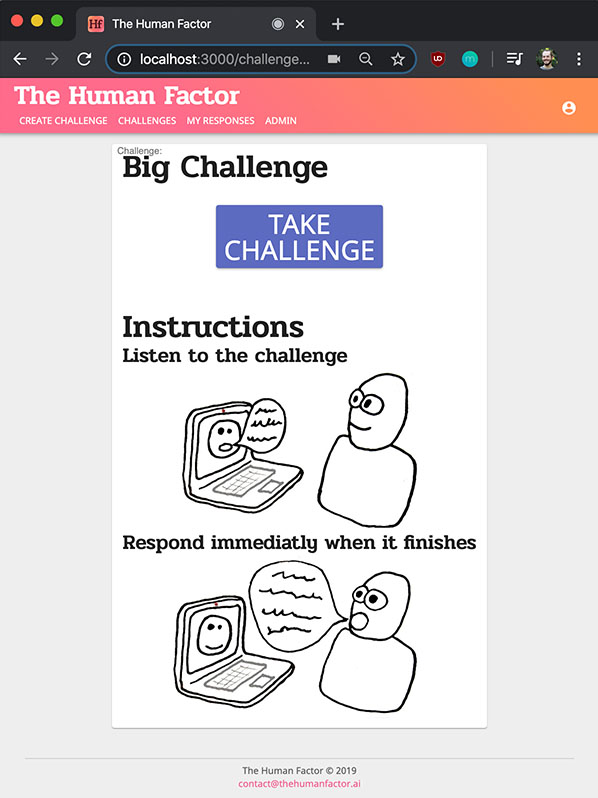 Hf The Human Factor
localhost:3000/challenge...
The Human Factor
CREATE CHALLENGE CHALLENGES MY RESPONSES ADMIN
Challenge:
Big Challenge
TAKE
CHALLENGE
Instructions
Listen to the challenge
Respond immediatly when it finishes
The Human Factor © 2019
contact@thehumanfactor.ai